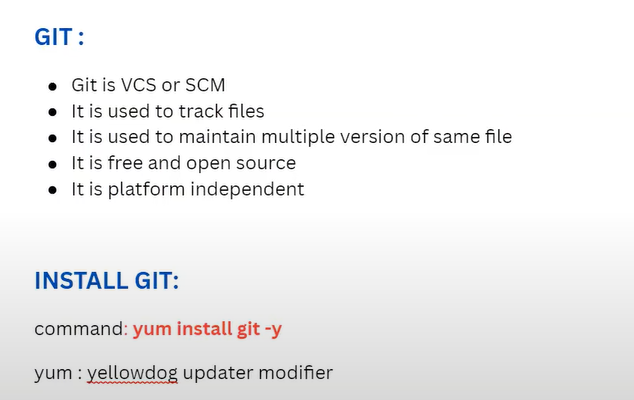 GIT :
● Git is VCS or SCM
● It is used to track files
● It is used to maintain multiple version of same file
● It is free and open source
● It is platform independent
INSTALL GIT:
command: yum install git -y
yum : yellowdog updater modifier